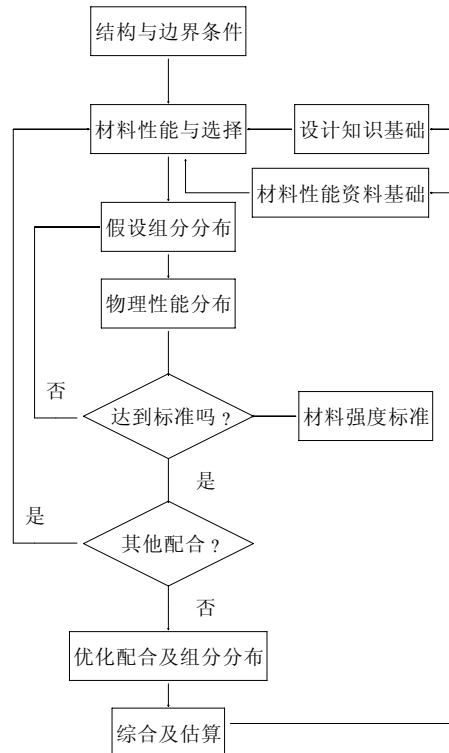 结构与边界条件
材料性能与选择
设计知识基础
材料性能资料基础
假设组分分布
物理性能分布
否
达到标准吗?
材料强度标准
是
是
其他配合?
否
优化配合及组分分布
综合及估算